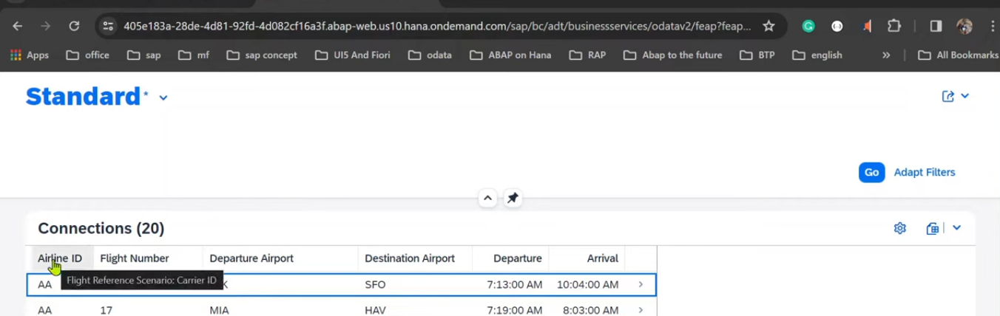 405e183a-28de-4d81-92fd-4d082cf16a3f.abap-web.us10.hana.ondemand.com/sap/bc/adt/businessservices/odatav2/feap?feap...
Apps office sap mf sap concept UI5 And Fiori odata ABAP on Hana RAP Abap to the future BTP english » All Bookmarks
Standard*
Go Adapt Filters
Connections (20)
Airline ID Flight Number Departure Airport Destination Airport Departure Arrival
AA K SFO 7:13:00 AM 10:04:00 AM
Flight Reference Scenario: Carrier ID
AA 17 MIA HAV 7:19:00 AM 8:03:00 AM